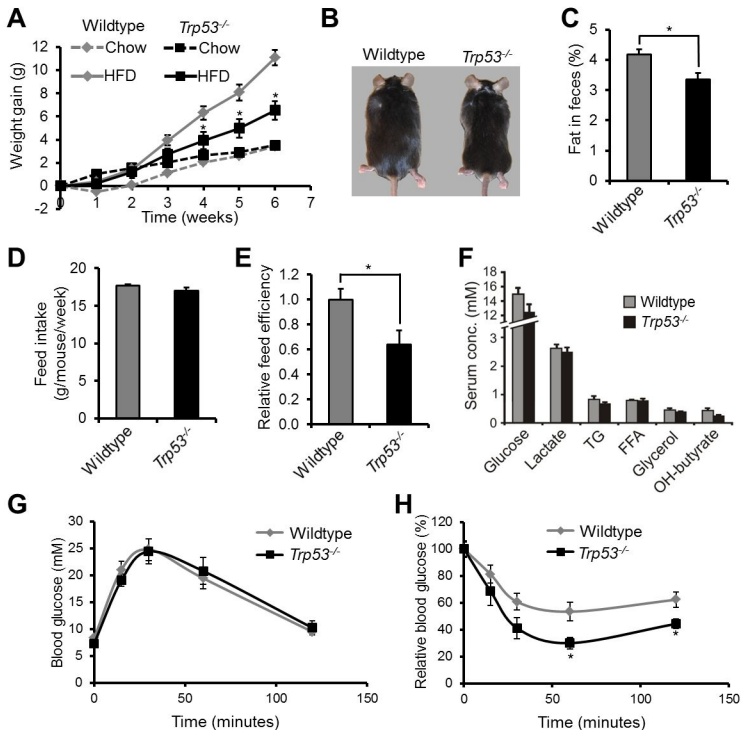 A
Wildtype Trp53-/-
Chow Chow
HFD HFD
Weight gain (g)
12
10
8
6
4
2
0
-2
* * *
0 1 2 3 4 5 6 7
Time (weeks)
B
Wildtype Trp53-/-
C
Fat in feces (%)
5
4
3
2
1
0
*
Wildtype Trp53-/-
D
Feed intake
(g/mouse/week)
20
15
10
5
0
Wildtype Trp53-/-
E
Relative feed efficiency
1.2
1.0
0.8
0.6
0.4
0.2
0.0
*
Wildtype Trp53-/-
F
Serum conc. (mM)
18
16
14
12
3
2
1
0
Wildtype
Trp53-/-
Glucose Lactate TG FFA Glycerol OH-butyrate
G
Blood glucose (mM)
30
25
20
15
10
5
0
Wildtype
Trp53-/-
0 50 100 150
Time (minutes)
H
Relative blood glucose (%)
120
100
80
60
40
20
0
Wildtype
Trp53-/-
* *
0 50 100 150
Time (minutes)